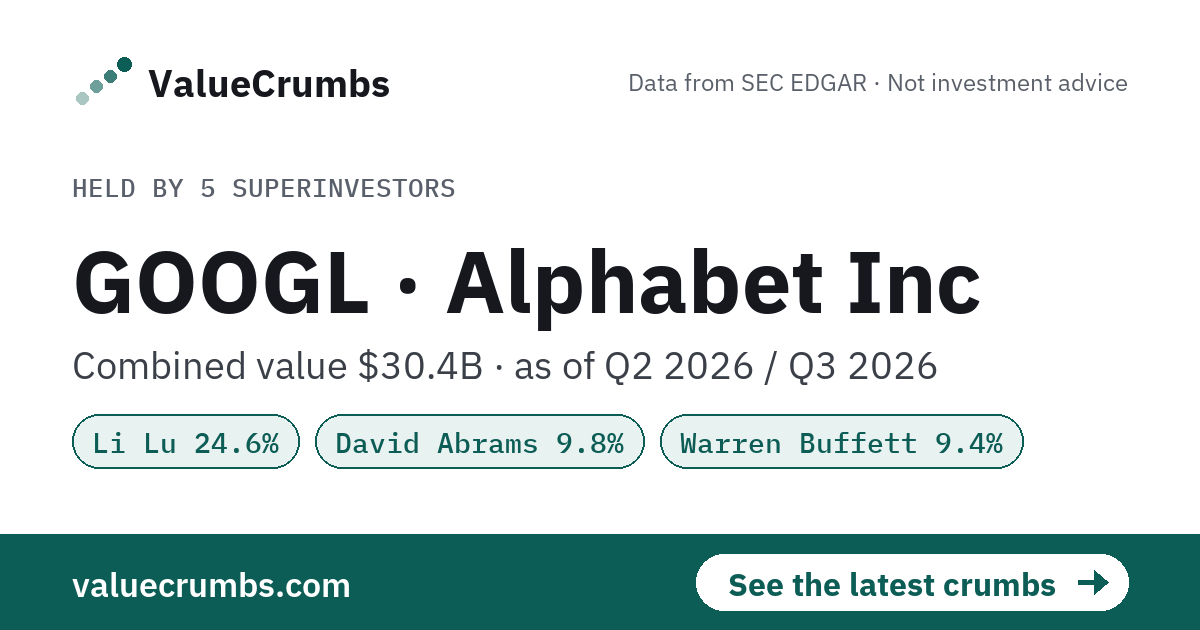 ValueCrumbs
Data from SEC EDGAR · Not investment advice
HELD BY 5 SUPERINVESTORS
GOOGL · Alphabet Inc
Combined value $30.4B · as of Q2 2026 / Q3 2026
Li Lu 24.6%
David Abrams 9.8%
Warren Buffett 9.4%
valuecrumbs.com
See the latest crumbs →